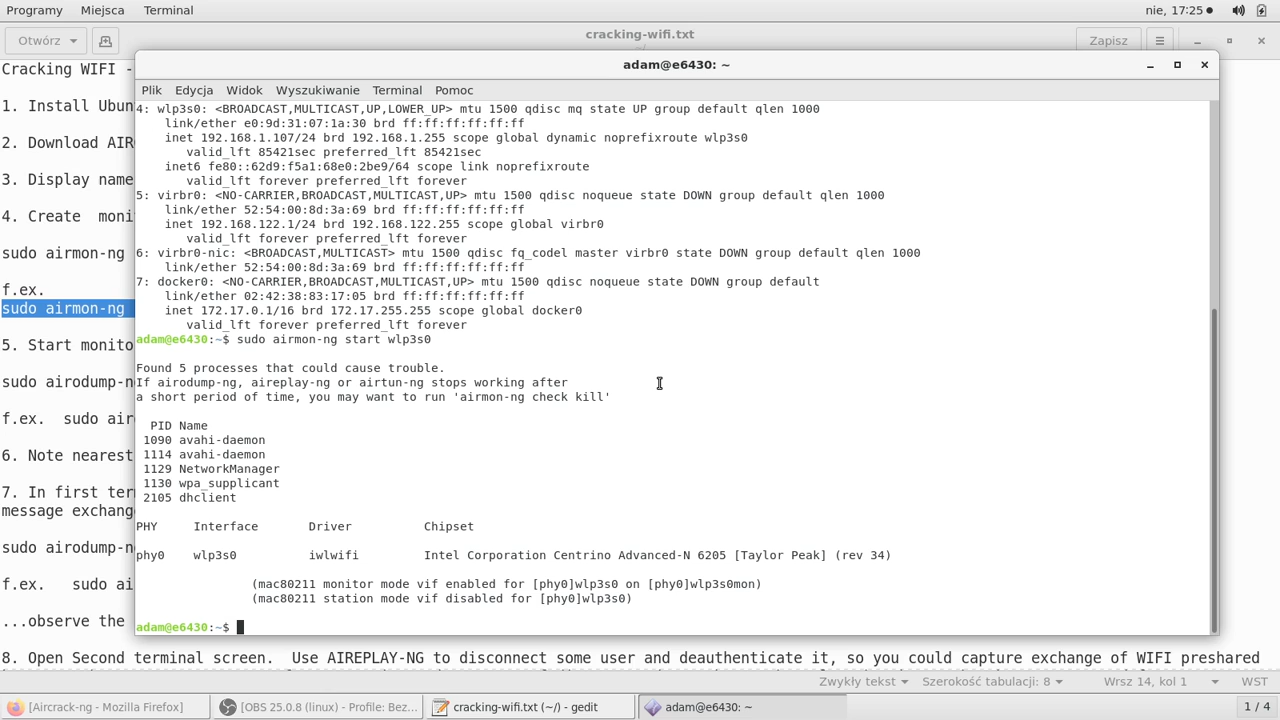 Programy Miejsca Terminal nie, 17:25
Otwórz cracking-wifi.txt Zapisz
~/
adam@e6430: ~
Plik Edycja Widok Wyszukiwanie Terminal Pomoc
4: wlp3s0: <BROADCAST,MULTICAST,UP,LOWER_UP> mtu 1500 qdisc mq state UP group default qlen 1000
link/ether e0:9d:31:07:1a:30 brd ff:ff:ff:ff:ff:ff
inet 192.168.1.107/24 brd 192.168.1.255 scope global dynamic noprefixroute wlp3s0
valid_lft 85421sec preferred_lft 85421sec
inet6 fe80::62d9:f5a1:68e0:2be9/64 scope link noprefixroute
valid_lft forever preferred_lft forever
5: virbr0: <NO-CARRIER,BROADCAST,MULTICAST,UP> mtu 1500 qdisc noqueue state DOWN group default qlen 1000
link/ether 52:54:00:8d:3a:69 brd ff:ff:ff:ff:ff:ff
inet 192.168.122.1/24 brd 192.168.122.255 scope global virbr0
valid_lft forever preferred_lft forever
6: virbr0-nic: <BROADCAST,MULTICAST> mtu 1500 qdisc fq_codel master virbr0 state DOWN group default qlen 1000
link/ether 52:54:00:8d:3a:69 brd ff:ff:ff:ff:ff:ff
7: docker0: <NO-CARRIER,BROADCAST,MULTICAST,UP> mtu 1500 qdisc noqueue state DOWN group default
link/ether 02:42:38:83:17:05 brd ff:ff:ff:ff:ff:ff
inet 172.17.0.1/16 brd 172.17.255.255 scope global docker0
valid_lft forever preferred_lft forever
adam@e6430:~$ sudo airmon-ng start wlp3s0
Found 5 processes that could cause trouble.
If airodump-ng, aireplay-ng or airtun-ng stops working after
a short period of time, you may want to run 'airmon-ng check kill'
PID Name
1090 avahi-daemon
1114 avahi-daemon
1129 NetworkManager
1130 wpa_supplicant
2105 dhclient
PHY Interface Driver Chipset
phy0 wlp3s0 iwlwifi Intel Corporation Centrino Advanced-N 6205 [Taylor Peak] (rev 34)
(mac80211 monitor mode vif enabled for [phy0]wlp3s0 on [phy0]wlp3s0mon)
(mac80211 station mode vif disabled for [phy0]wlp3s0)
adam@e6430:~$
Cracking WIFI -
1. Install Ubun
2. Download AIR
3. Display name
4. Create moni
sudo airmon-ng
f.ex.
sudo airmon-ng
5. Start monito
sudo airodump-n
f.ex. sudo air
6. Note nearest
7. In first ter
message exchang
sudo airodump-n
f.ex. sudo ai
...observe the
8. Open Second terminal screen. Use AIREPLAY-NG to disconnect some user and deauthenticate it, so you could capture exchange of WIFI preshared
Zwykły tekst Szerokość tabulacji: 8 Wrsz 14, kol 1 WST
[Aircrack-ng - Mozilla Firefox] [OBS 25.0.8 (linux) - Profile: Bez... cracking-wifi.txt (~/) - gedit adam@e6430: ~ 1 / 4